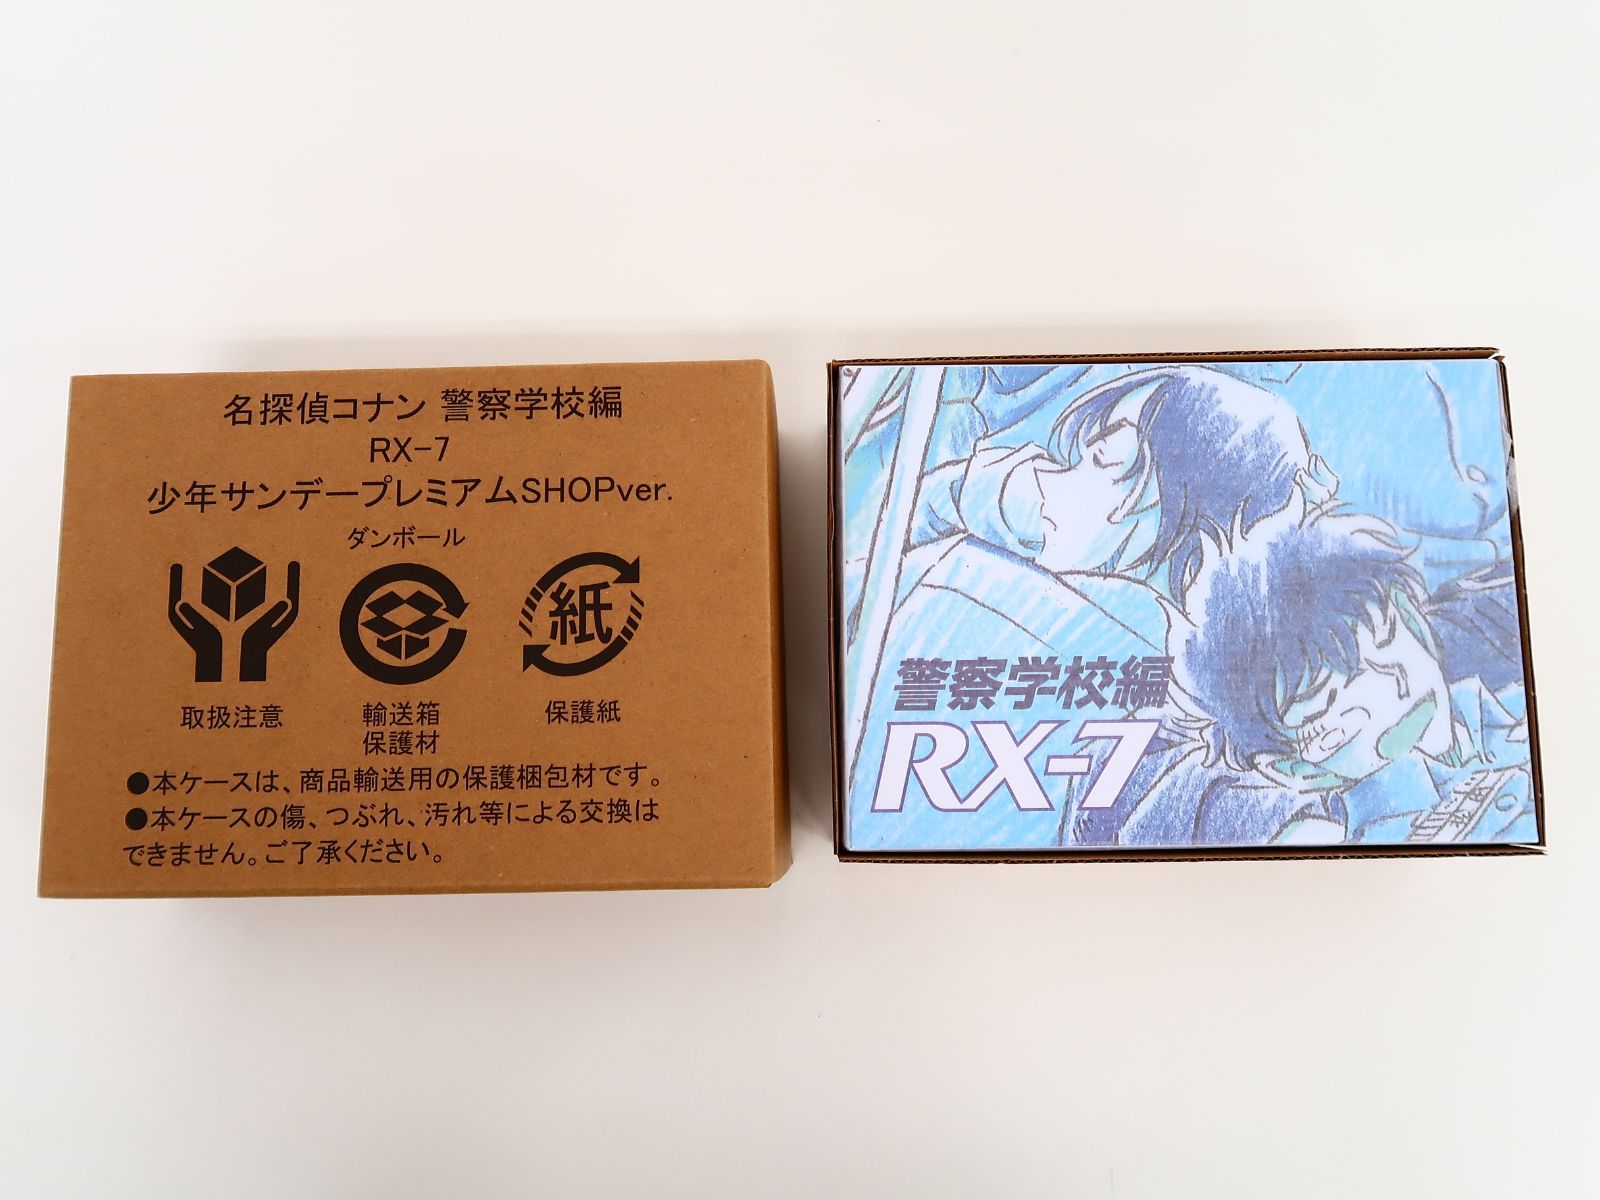 名探偵コナン 警察学校編
RX-7
少年サンデープレミアムSHOPver.
ダンボール
紙
取扱注意
輸送箱
保護材
保護紙
●本ケースは、商品輸送用の保護梱包材です。
●本ケースの傷、つぶれ、汚れ等による交換は
できません。ご了承ください。
警察学校編
RX-7